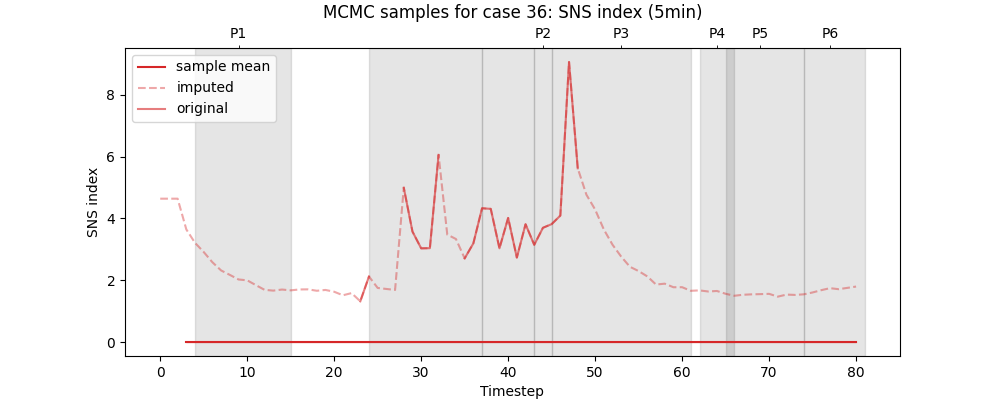 MCMC samples for case 36: SNS index (5min)
P1 P2 P3 P4 P5 P6
sample mean
imputed
original
SNS index
8
6
4
2
0
0 10 20 30 40 50 60 70 80
Timestep